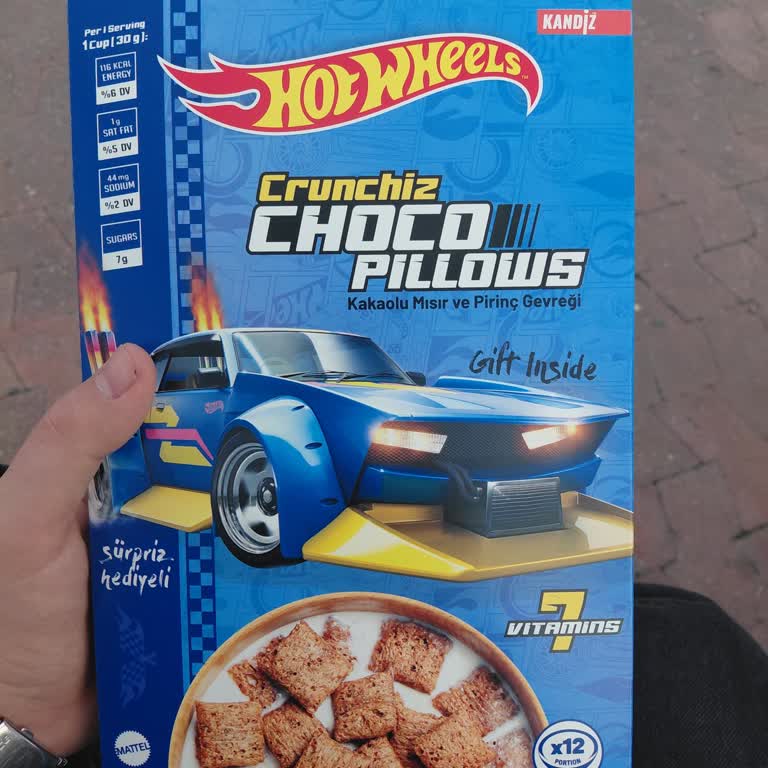 KANDİZ
Per 1 Serving
1 Cup (30 g):
116 KCAL
ENERGY
%6 DV
1g
SAT FAT
%5 DV
44 mg
SODIUM
%2 DV
SUGARS
7g
HOT WHEELS™
Crunchiz
CHOCO
PILLOWS
Kakaolu Mısır ve Pirinç Gevreği
Gift Inside
sürpriz
hediyeli
7
VITAMINS
MATTEL
x12
PORTION